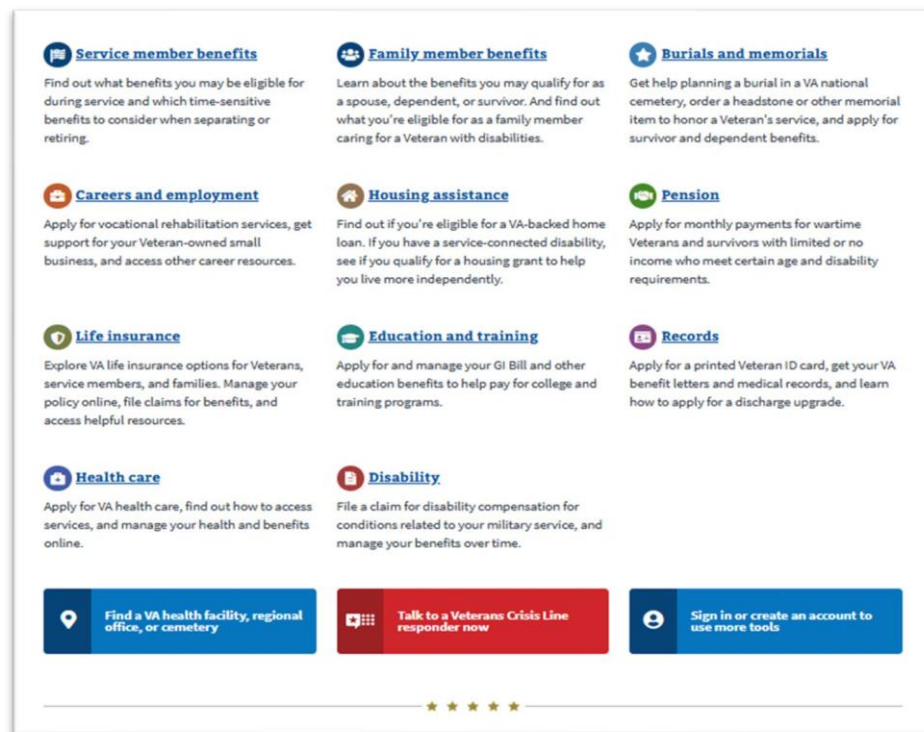 Service member benefits
Find out what benefits you may be eligible for
during service and which time-sensitive
benefits to consider when separating or
retiring.
Family member benefits
Learn about the benefits you may qualify for as
a spouse, dependent, or survivor. And find out
what you're eligible for as a family member
caring for a Veteran with disabilities.
Burials and memorials
Get help planning a burial in a VA national
cemetery, order a headstone or other memorial
item to honor a Veteran's service, and apply for
survivor and dependent benefits.
Careers and employment
Apply for vocational rehabilitation services, get
support for your Veteran-owned small
business, and access other career resources.
Housing assistance
Find out if you're eligible for a VA-backed home
loan. If you have a service-connected disability,
see if you qualify for a housing grant to help
you live more independently.
Pension
Apply for monthly payments for wartime
Veterans and survivors with limited or no
income who meet certain age and disability
requirements.
Life insurance
Explore VA life insurance options for Veterans,
service members, and families. Manage your
policy online, file claims for benefits, and
access helpful resources.
Education and training
Apply for and manage your GI Bill and other
education benefits to help pay for college and
training programs.
Records
Apply for a printed Veteran ID card, get your VA
benefit letters and medical records, and learn
how to apply for a discharge upgrade.
Health care
Apply for VA health care, find out how to access
services, and manage your health and benefits
online.
Disability
File a claim for disability compensation for
conditions related to your military service, and
manage your benefits over time.
Find a VA health facility, regional
office, or cemetery
Talk to a Veterans Crisis Line
responder now
Sign in or create an account to
use more tools